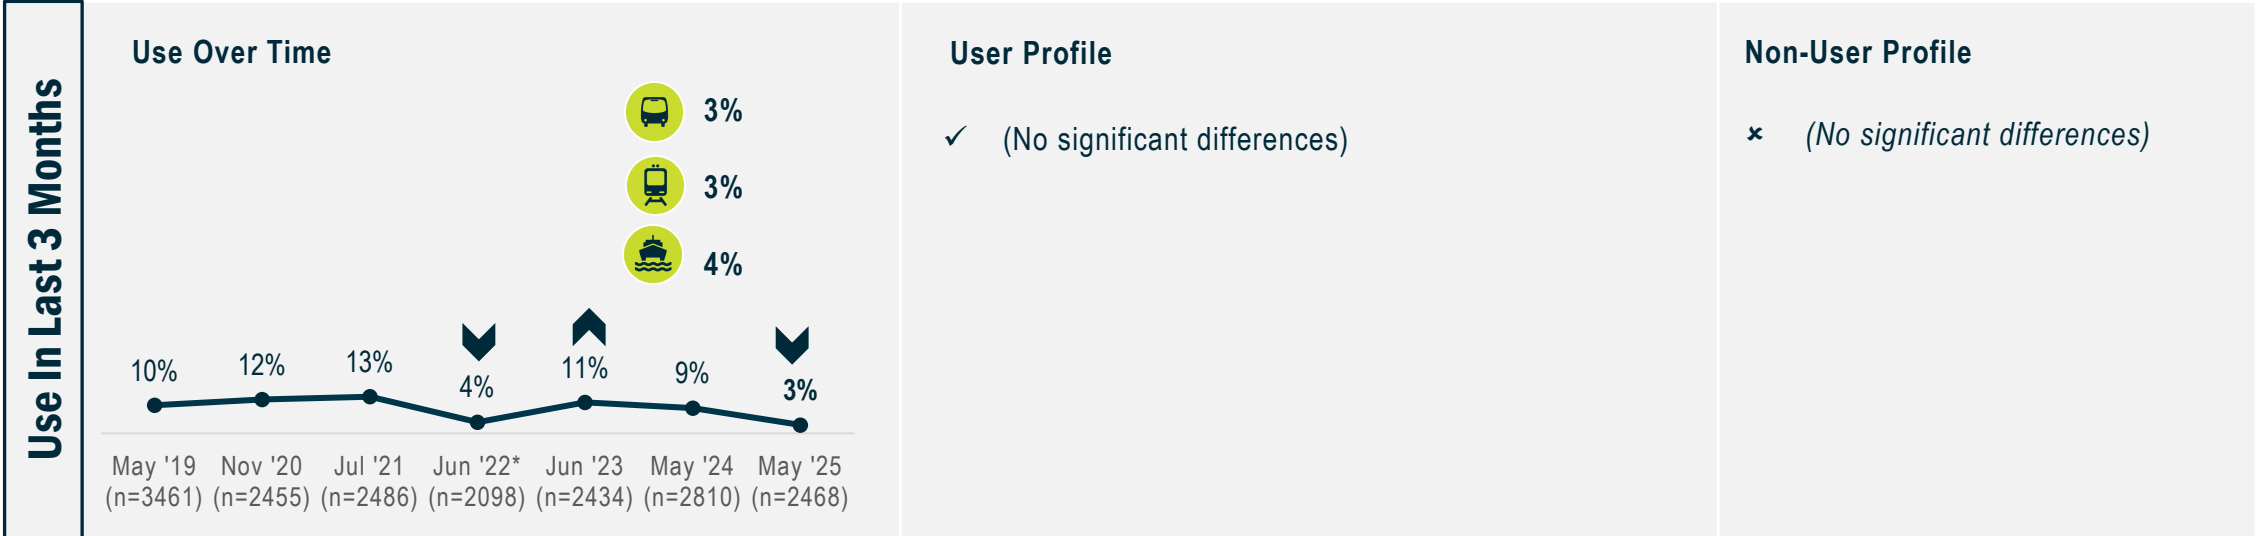 Use In Last 3 Months
Use Over Time
3%
3%
4%
10%
12%
13%
4%
11%
9%
3%
May '19
Nov '20
Jul '21
Jun '22*
Jun '23
May '24
May '25
(n=3461)
(n=2455)
(n=2486)
(n=2098)
(n=2434)
(n=2810)
(n=2468)
User Profile
✓ (No significant differences)
Non-User Profile
× (No significant differences)